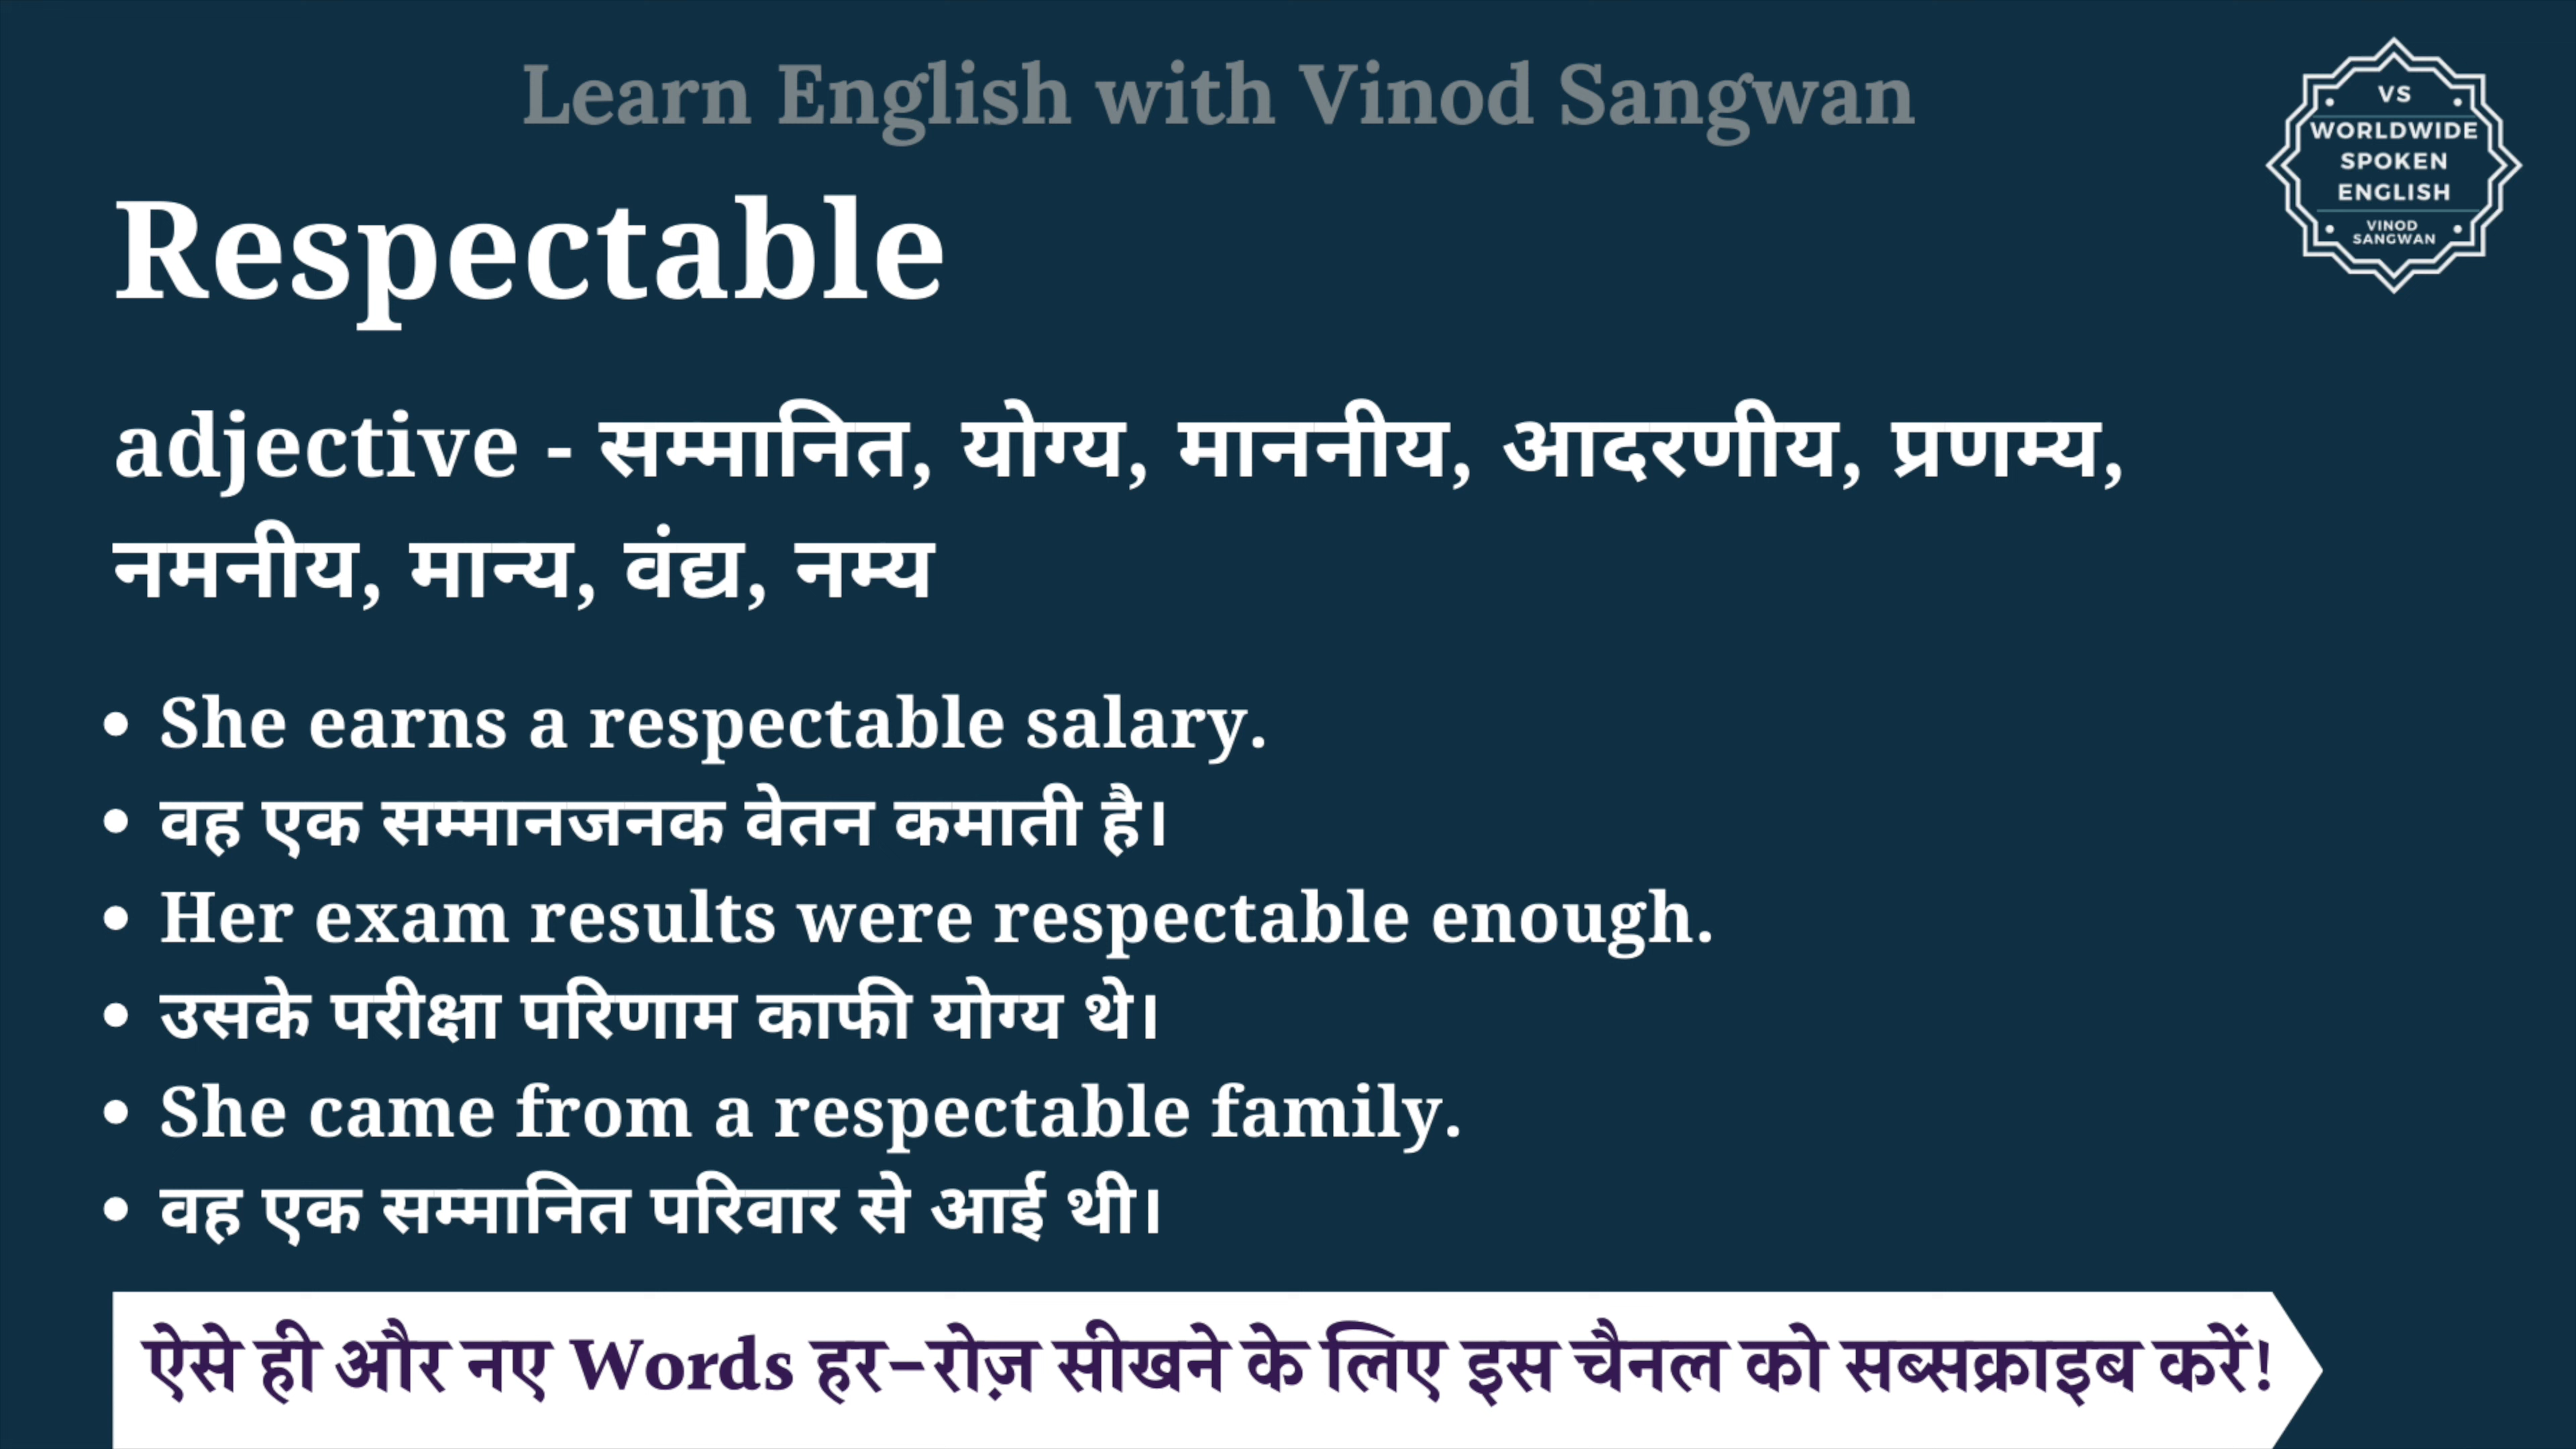 Learn English with Vinod Sangwan
VS
WORLDWIDE
SPOKEN
ENGLISH
VINOD
SANGWAN
Respectable
adjective - सम्मानित, योग्य, माननीय, आदरणीय, प्रणम्य,
नमनीय, मान्य, वंद्य, नम्य
• She earns a respectable salary.
• वह एक सम्मानजनक वेतन कमाती है।
• Her exam results were respectable enough.
• उसके परीक्षा परिणाम काफी योग्य थे।
• She came from a respectable family.
• वह एक सम्मानित परिवार से आई थी।
ऐसे ही और नए Words हर-रोज़ सीखने के लिए इस चैनल को सब्सक्राइब करें!